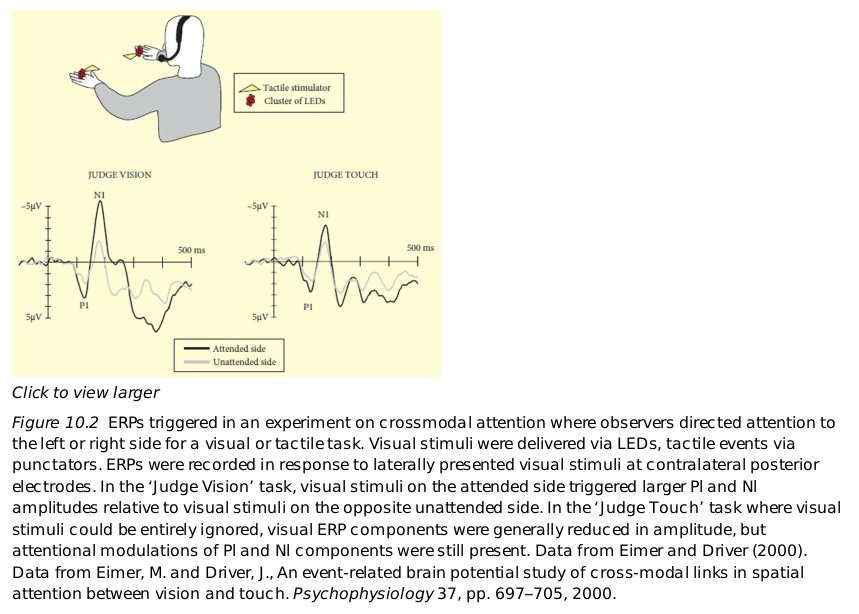 Tactile stimulator
Cluster of LEDs
JUDGE VISION
JUDGE TOUCH
N1
–5µV
500 ms
P1
5µV
N1
–5µV
500 ms
P1
5µV
Attended side
Unattended side
Click to view larger
Figure 10.2 ERPs triggered in an experiment on crossmodal attention where observers directed attention to
the left or right side for a visual or tactile task. Visual stimuli were delivered via LEDs, tactile events via
punctators. ERPs were recorded in response to laterally presented visual stimuli at contralateral posterior
electrodes. In the ‘Judge Vision’ task, visual stimuli on the attended side triggered larger Pl and Nl
amplitudes relative to visual stimuli on the opposite unattended side. In the ‘Judge Touch’ task where visual
stimuli could be entirely ignored, visual ERP components were generally reduced in amplitude, but
attentional modulations of Pl and Nl components were still present. Data from Eimer and Driver (2000).
Data from Eimer, M. and Driver, J., An event-related brain potential study of cross-modal links in spatial
attention between vision and touch. Psychophysiology 37, pp. 697–705, 2000.